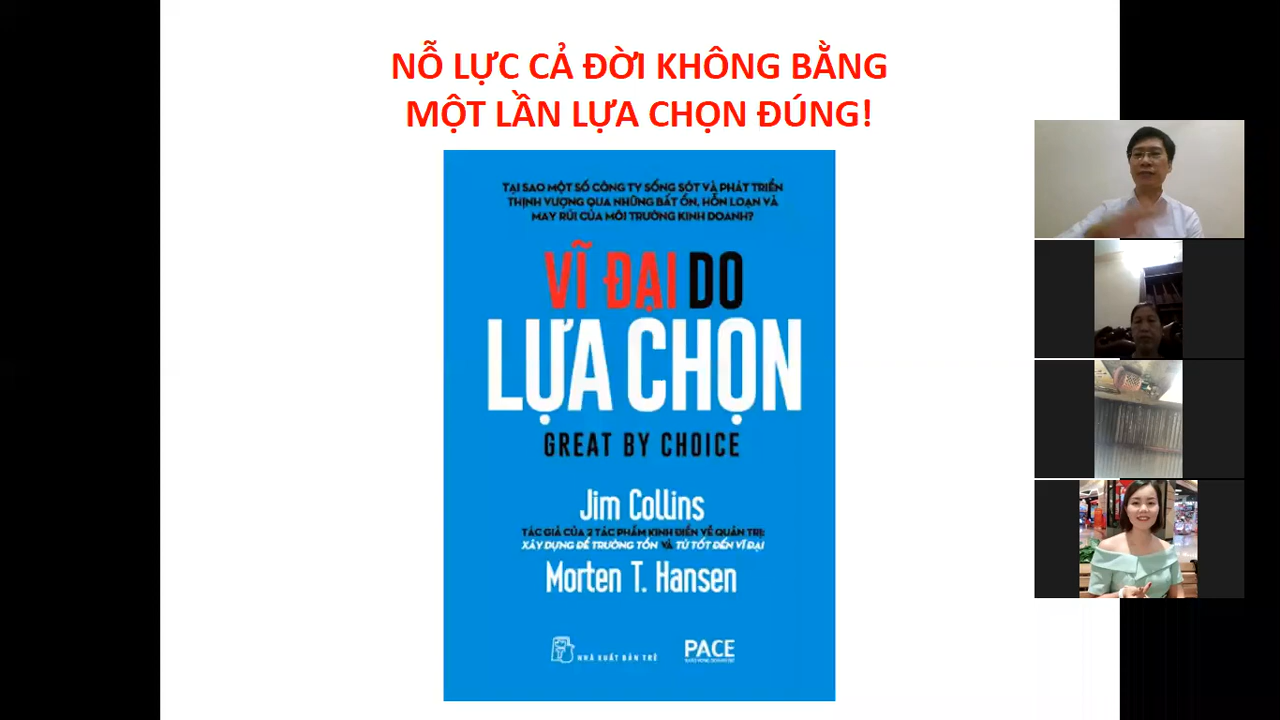 NỖ LỰC CẢ ĐỜI KHÔNG BẰNG
MỘT LẦN LỰA CHỌN ĐÚNG!
TẠI SAO MỘT SỐ CÔNG TY SỐNG SÓT VÀ PHÁT TRIỂN
THỊNH VƯỢNG QUA NHỮNG BẤT ỔN, HỖN LOẠN VÀ
MAY RỦI CỦA MÔI TRƯỜNG KINH DOANH?
VĨ ĐẠI DO
LỰA CHỌN
GREAT BY CHOICE
Jim Collins
TÁC GIẢ CỦA 2 TÁC PHẨM KINH ĐIỂN VỀ QUẢN TRỊ:
XÂY DỰNG ĐỂ TRƯỜNG TỒN VÀ TỪ TỐT ĐẾN VĨ ĐẠI
Morten T. Hansen
NHÀ XUẤT BẢN TRẺ
PACE